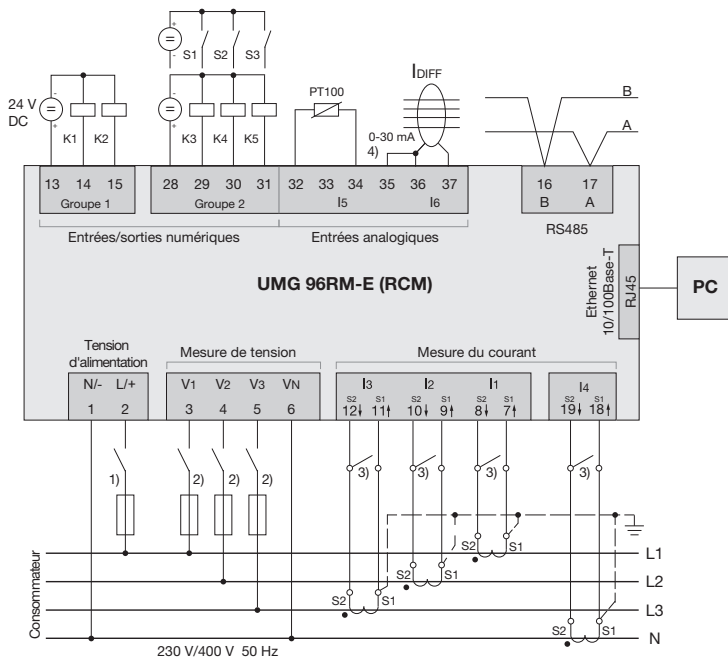 S1 S2 S3
24 V
DC
K1 K2
K3 K4 K5
PT100
IDIFF
0-30 mA
4)
B
A
13 14 15
Groupe 1
28 29 30 31
Groupe 2
32 33 34 35 36 37
I5 I6
16 17
B A
RS485
Entrées/sorties numériques
Entrées analogiques
UMG 96RM-E (RCM)
Ethernet
10/100Base-T
RJ45
PC
Tension
d'alimentation
Mesure de tension
Mesure du courant
N/- L/+
1 2
V1 V2 V3 VN
3 4 5 6
I3 I2 I1
S2 S1 S2 S1 S2 S1
12 11 10 9 8 7
I4
S2 S1
19 18
1) 2) 2) 2)
3) 3) 3) 3)
Consommateur
S2 S1
L1
S2 S1
L2
S2 S1
L3
S2 S1
N
230 V/400 V 50 Hz